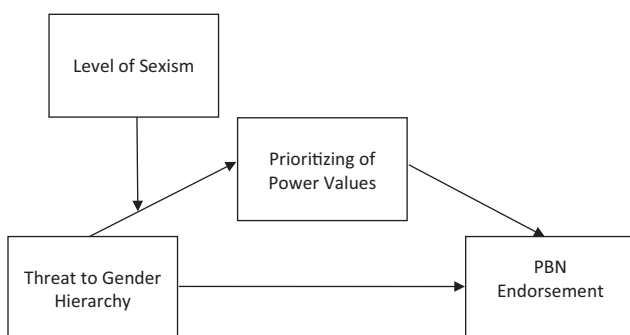 Level of Sexism
Prioritizing of
Power Values
Threat to Gender
Hierarchy
PBN
Endorsement